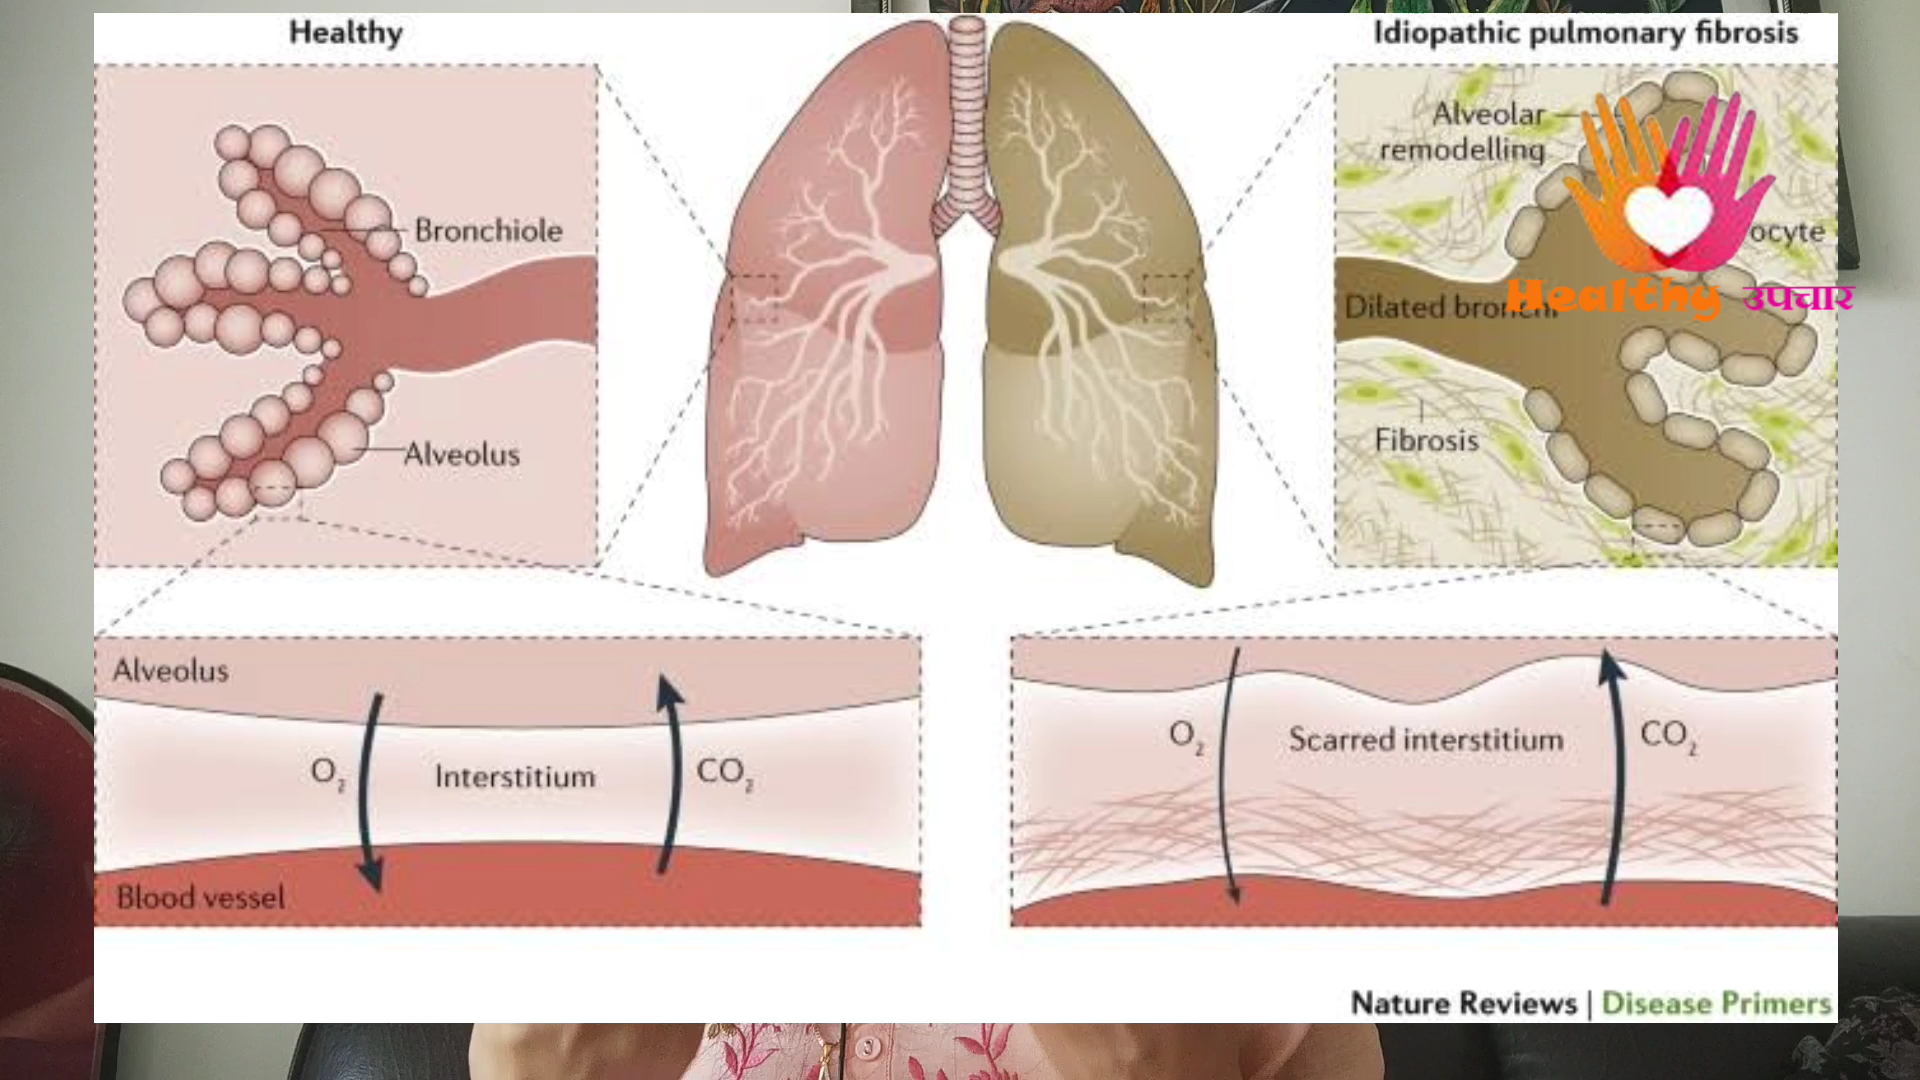 Healthy
Idiopathic pulmonary fibrosis
Alveolar
remodelling
Bronchiole
ocyte
Dilated bronchi
Healthy उपचार
Alveolus
Fibrosis
Alveolus
O₂
Interstitium
CO₂
Blood vessel
O₂
Scarred interstitium
CO₂
Nature Reviews | Disease Primers